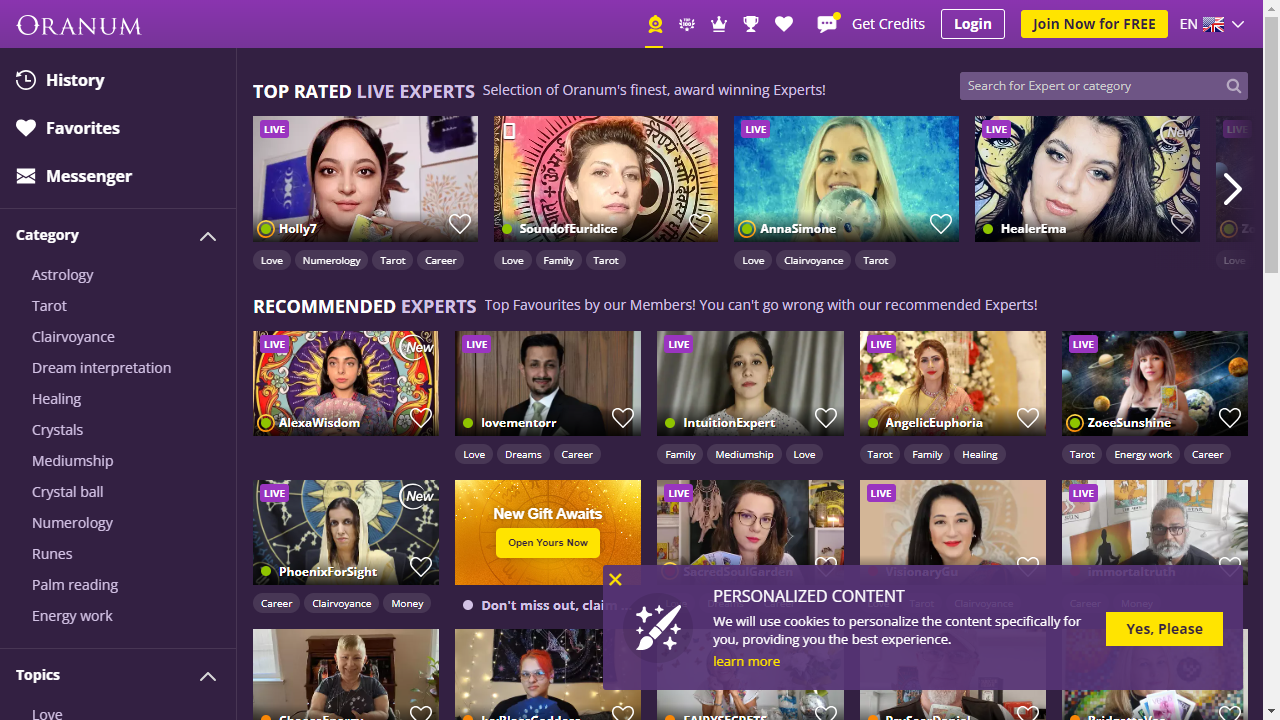 ORANUM
Get Credits
Login
Join Now for FREE
EN
History
Favorites
Messenger
Category
Astrology
Tarot
Clairvoyance
Dream interpretation
Healing
Crystals
Mediumship
Crystal ball
Numerology
Runes
Palm reading
Energy work
Topics
Love
TOP RATED LIVE EXPERTS Selection of Oranum's finest, award winning Experts!
Search for Expert or category
LIVE LIVE LIVE New LIVE
Holly7 SoundofEuridice AnnaSimone HealerEma
Love Numerology Tarot Career Love Family Tarot Love Clairvoyance Tarot Love
RECOMMENDED EXPERTS Top Favourites by our Members! You can't go wrong with our recommended Experts!
LIVE New LIVE LIVE LIVE LIVE
AlexaWisdom lovementorr IntuitionExpert AngelicEuphoria ZoeeSunshine
Love Dreams Career Family Mediumship Love Tarot Family Healing Tarot Energy work Career
LIVE New LIVE LIVE LIVE
New Gift Awaits
Open Yours Now
PhoenixForSight SacredSoulGarden VisionaryGu immortaltruth
Career Clairvoyance Money Don't miss out, claim ... Dreams Tarot Clairvoyance Career Money
PERSONALIZED CONTENT
We will use cookies to personalize the content specifically for
you, providing you the best experience.
learn more
Yes, Please